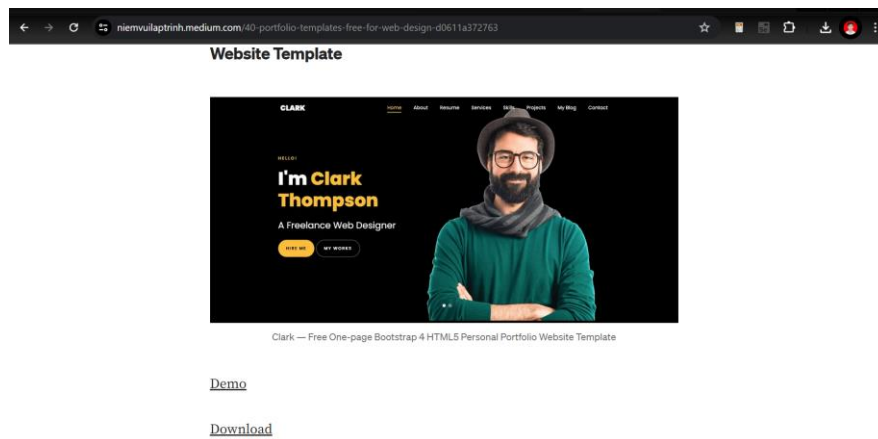 niemvuilaptrinh.medium.com/40-portfolio-templates-free-for-web-design-d0611a372763
Website Template
CLARK Home About Resume Services Skills Projects My Blog Contact
HELLO!
I'm Clark
Thompson
A Freelance Web Designer
HIRE ME MY WORKS
Clark — Free One-page Bootstrap 4 HTML5 Personal Portfolio Website Template
Demo
Download